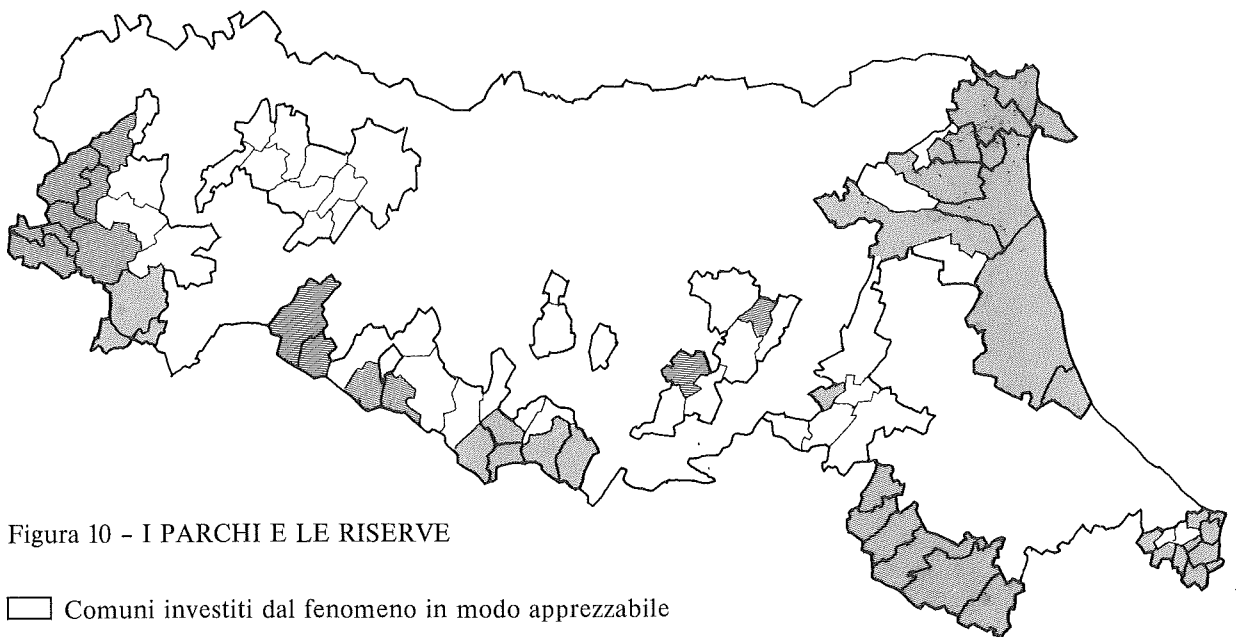 Figura 10 – I PARCHI E LE RISERVE
Comuni investiti dal fenomeno in modo apprezzabile